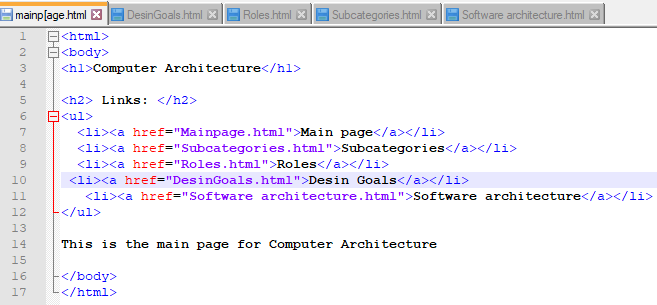 mainp[age.html DesinGoals.html Roles.html Subcategories.html Software architecture.html
1 <html>
2 <body>
3 <h1>Computer Architecture</h1>
4
5 <h2> Links: </h2>
6 <ul>
7 <li><a href="Mainpage.html">Main page</a></li>
8 <li><a href="Subcategories.html">Subcategories</a></li>
9 <li><a href="Roles.html">Roles</a></li>
10 <li><a href="DesinGoals.html">Desin Goals</a></li>
11 <li><a href="Software architecture.html">Software architecture</a></li>
12 </ul>
13
14 This is the main page for Computer Architecture
15
16 </body>
17 </html>